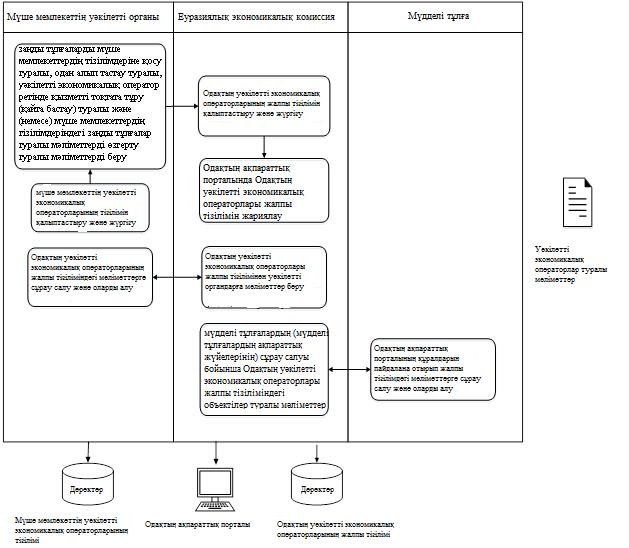 Мүше мемлекеттің уәкілетті органы
Еуразиялық экономикалық комиссия
Мүдделі тұлға
заңды тұлғаларды мүше
мемлекеттердің тізілімдеріне қосу
туралы, одан алып тастау туралы,
уәкілетті экономикалық оператор
ретінде қызметті тоқтата тұру
(қайта бастау) туралы және
(немесе) мүше мемлекеттердің
тізілімдеріндегі заңды тұлғалар
туралы мәліметтерді өзгерту
туралы мәліметтерді беру
Одақтың уәкілетті экономикалық
операторларының жалпы тізілімін
қалыптастыру және жүргізу
Одақтың ақпараттық
порталында Одақтың
уәкілетті экономикалық
операторлары жалпы
тізілімін жариялау
мүше мемлекеттің уәкілетті
экономикалық
операторларының тізілімін
қалыптастыру және жүргізу
Уәкілетті
экономикалық
операторлар туралы
мәліметтер
Одақтың уәкілетті
экономикалық операторларының
жалпы тізіліміндегі мәліметтерге
сұрау салу және оларды алу
Одақтың уәкілетті
экономикалық операторлары
жалпы тізілімінен уәкілетті
органдарға мәліметтер беру
мүдделі тұлғалардың (мүдделі
тұлғалардың ақпараттық
жүйелерінің) сұрау салуы
бойынша Одақтың уәкілетті
экономикалық операторлары
жалпы тізіліміндегі
объектілер туралы мәліметтер
Одақтың ақпараттық
порталының құралдарын
пайдалана отырып жалпы
тізілімдегі мәліметтерге сұрау
салу және оларды алу
Деректер
Деректер
Мүше мемлекеттің уәкілетті
экономикалық операторларының
тізілімі
Одақтың ақпараттық порталы
Одақтың уәкілетті экономикалық
операторларының жалпы тізілімі